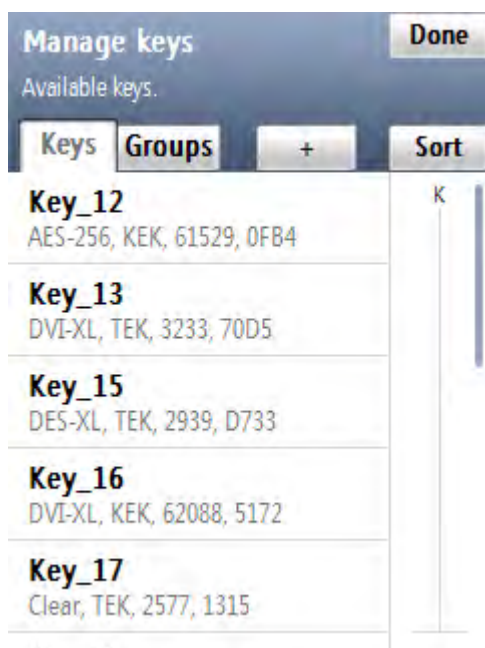 Manage keys
Done
Available keys.
Keys
Groups
+
Sort
K
Key_12
AES-256, KEK, 61529, 0FB4
Key_13
DVI-XL, TEK, 3233, 70D5
Key_15
DES-XL, TEK, 2939, D733
Key_16
DVI-XL, KEK, 62088, 5172
Key_17
Clear, TEK, 2577, 1315